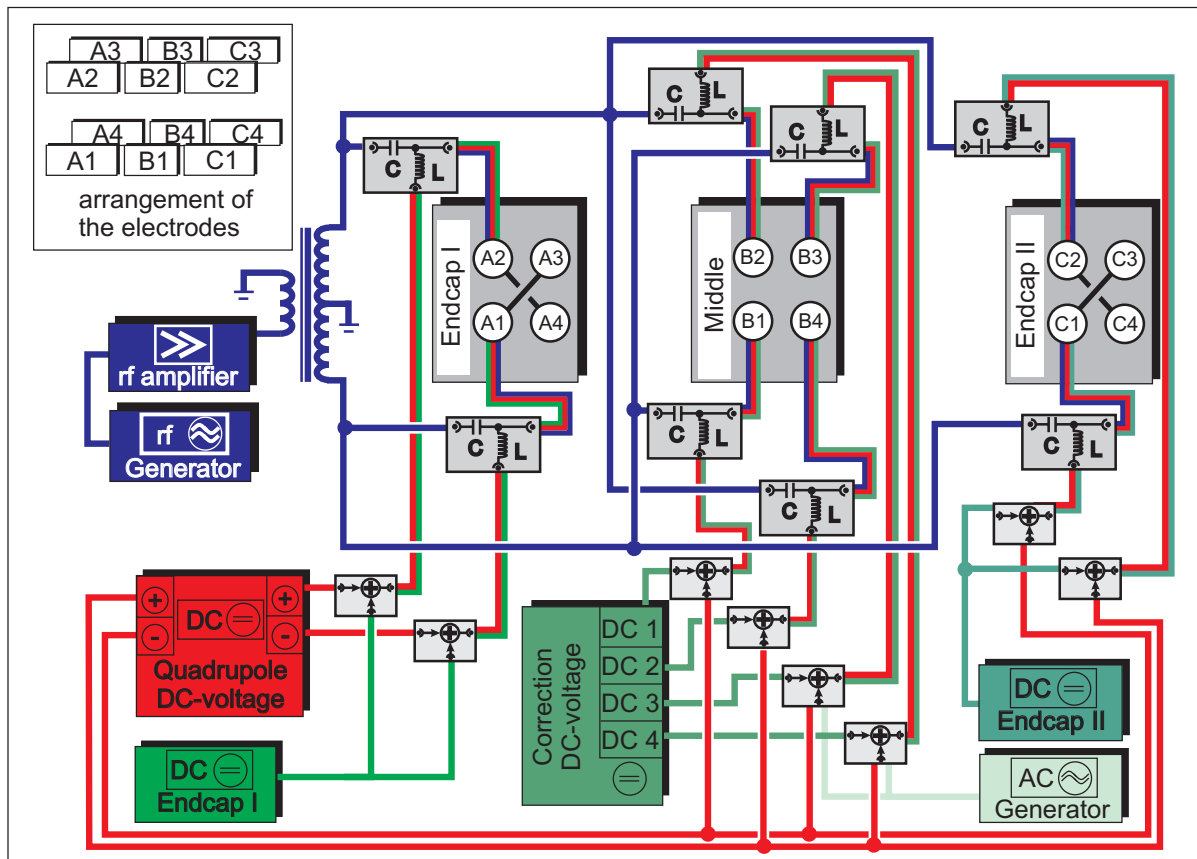 A3 B3 C3
A2 B2 C2
A4 B4 C4
A1 B1 C1
arrangement of
the electrodes
C L
C L
C L
C L
C L
C L
C L
C L
Endcap I
A2 A3
A1 A4
Middle
B2 B3
B1 B4
Endcap II
C2 C3
C1 C4
rf amplifier
rf
Generator
+ DC +
- -
Quadrupole
DC-voltage
DC
Endcap I
Correction
DC-voltage
DC 1
DC 2
DC 3
DC 4
DC
Endcap II
AC
Generator